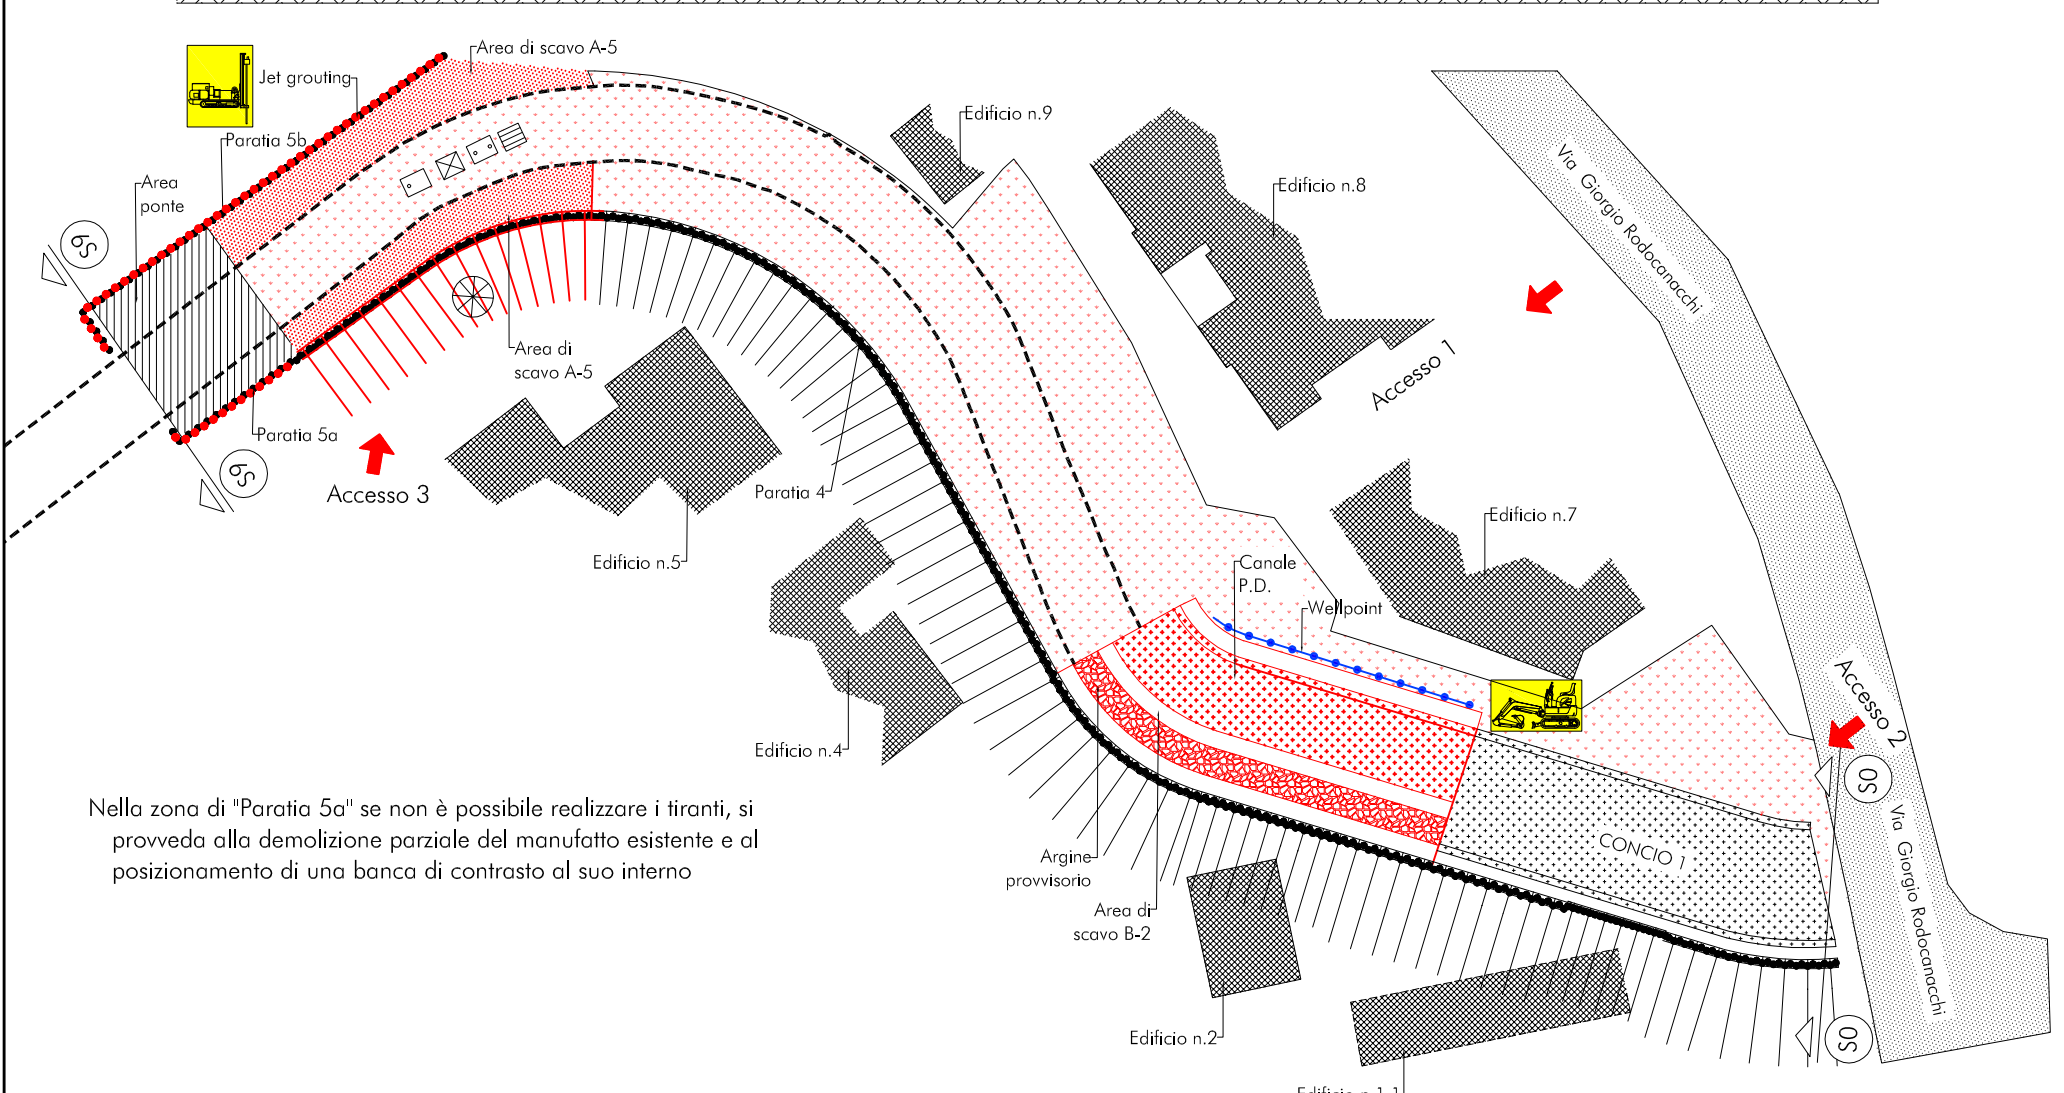 Area di scavo A-5
Jet grouting
Paratia 5b
Area
ponte
S9
S9
Paratia 5a
Accesso 3
Area di
scavo A-5
Edificio n.5
Paratia 4
Edificio n.4
Edificio n.9
Edificio n.8
Accesso 1
Via Giorgio Rodocanacchi
Edificio n.7
Canale
P.D.
Wellpoint
Accesso 2
S0
Via Giorgio Rodocanacchi
CONCIO 1
Argine
provvisorio
Area di
scavo B-2
Edificio n.2
S0
Nella zona di "Paratia 5a" se non è possibile realizzare i tiranti, si
provveda alla demolizione parziale del manufatto esistente e al
posizionamento di una banca di contrasto al suo interno